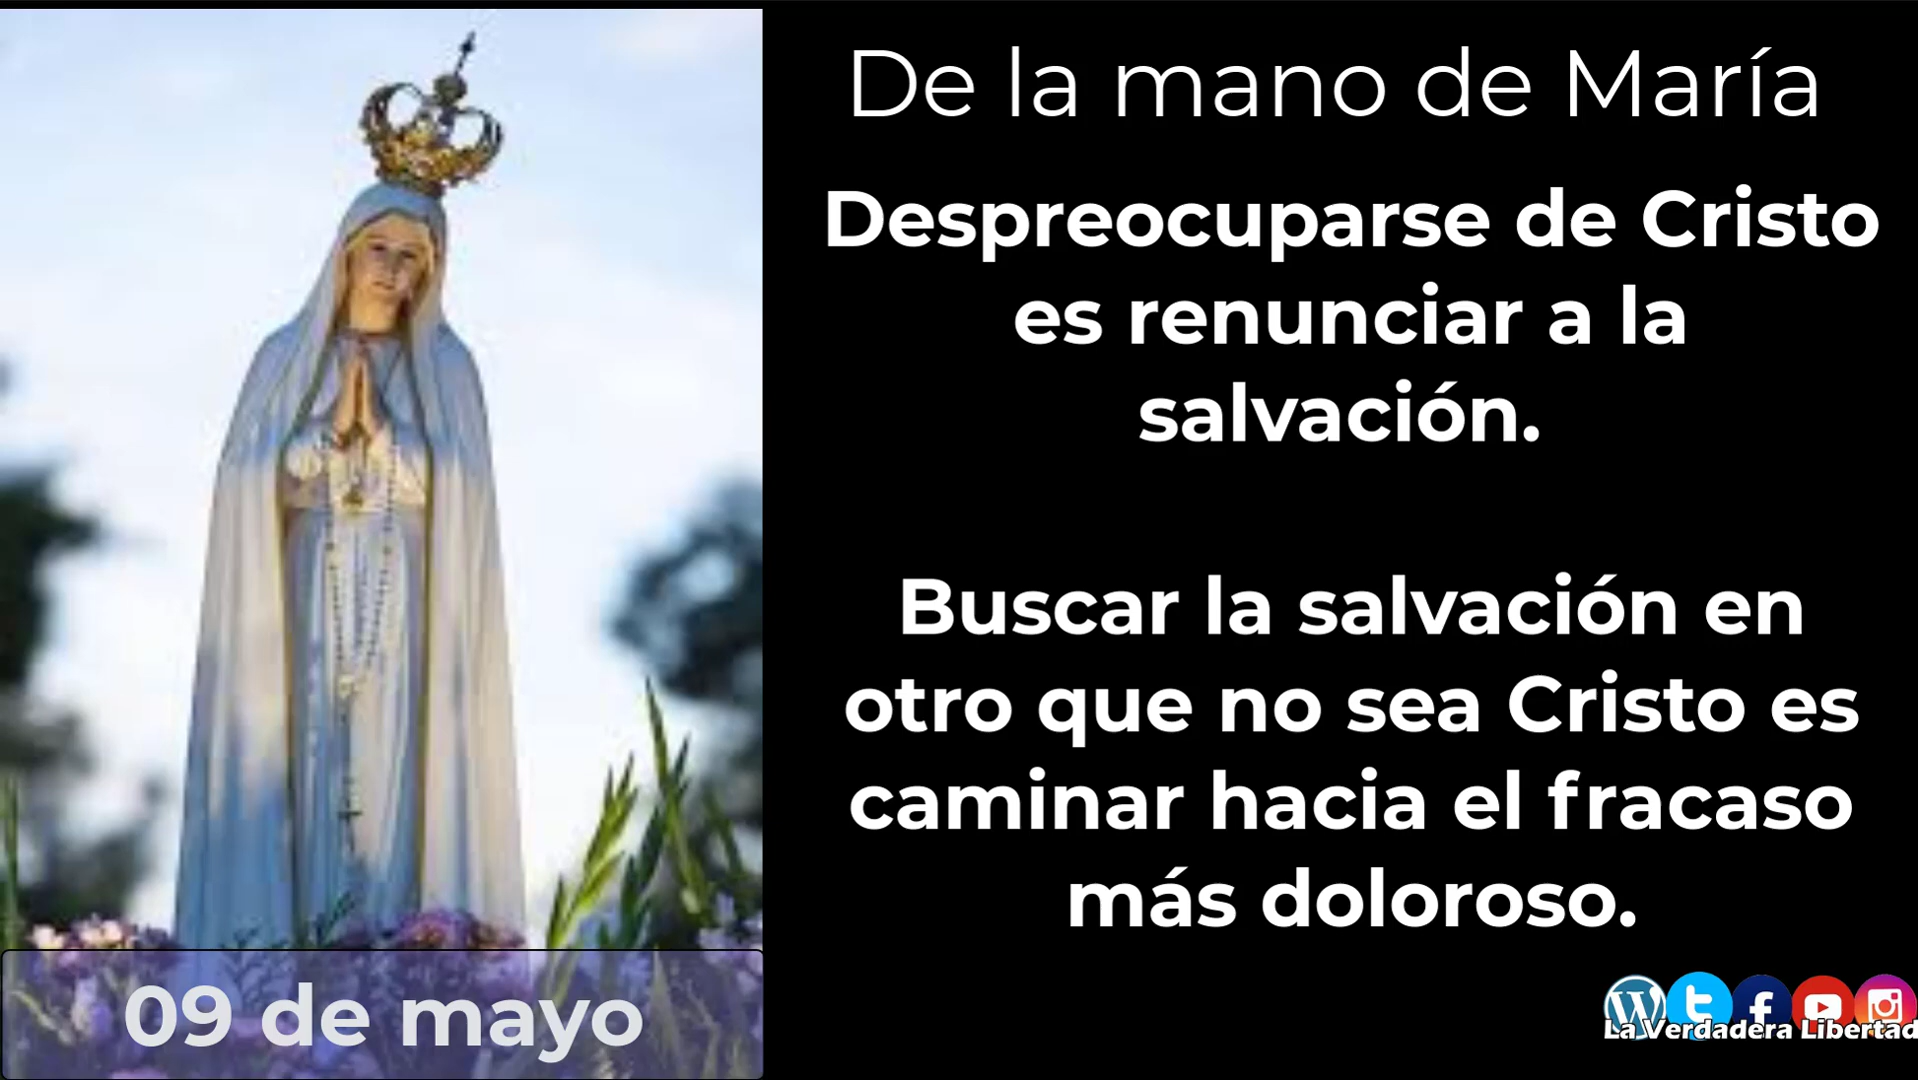 De la mano de María
Despreocuparse de Cristo
es renunciar a la
salvación.
Buscar la salvación en
otro que no sea Cristo es
caminar hacia el fracaso
más doloroso.
09 de mayo
La Verdadera Libertad